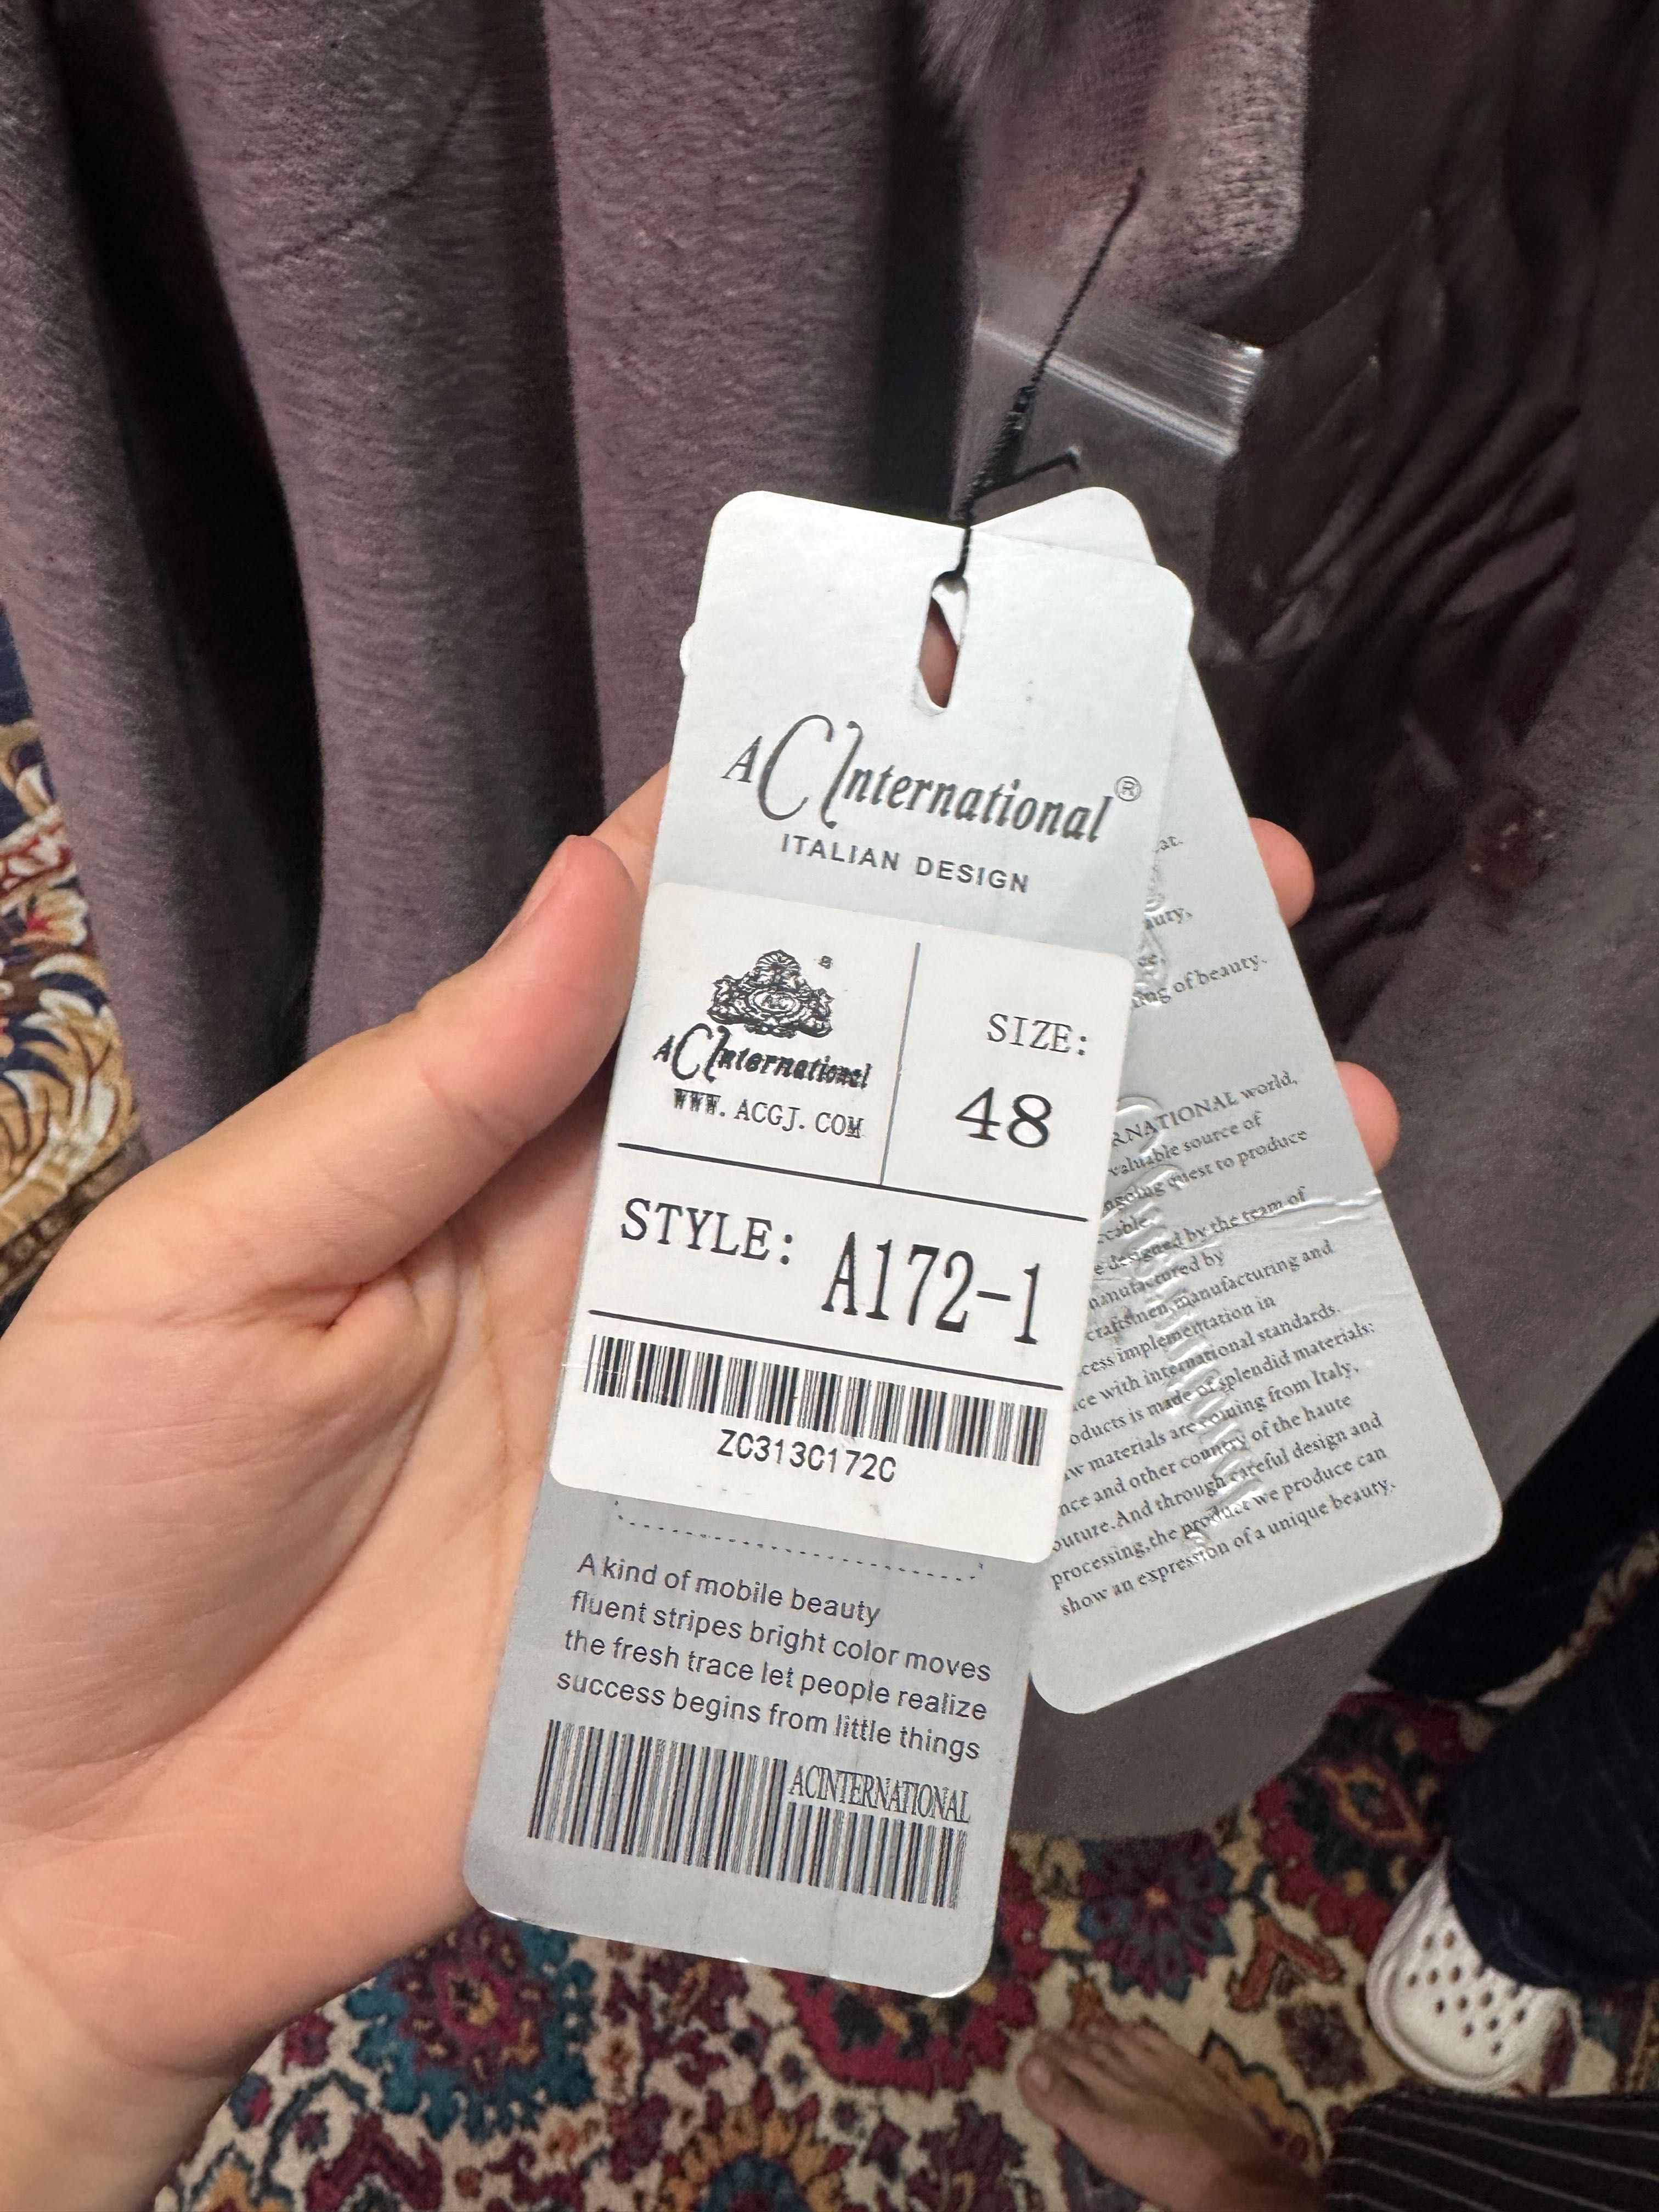 AC International®
ITALIAN DESIGN
AC International
WWW.ACGJ.COM
SIZE:
48
STYLE: A172-1
ZC313C172C
A kind of mobile beauty
fluent stripes bright color moves
the fresh trace let people realize
success begins from little things
ACINTERNATIONAL
of beauty.
world,
valuable source of
quest to produce
designed by the team of
by
craftsmen, manufacturing and
implementation in
with international standards.
is made of splendid materials:
materials are coming from Italy,
and other country of the haute
And through careful design and
processing, the product we produce can
show an expression of a unique beauty.